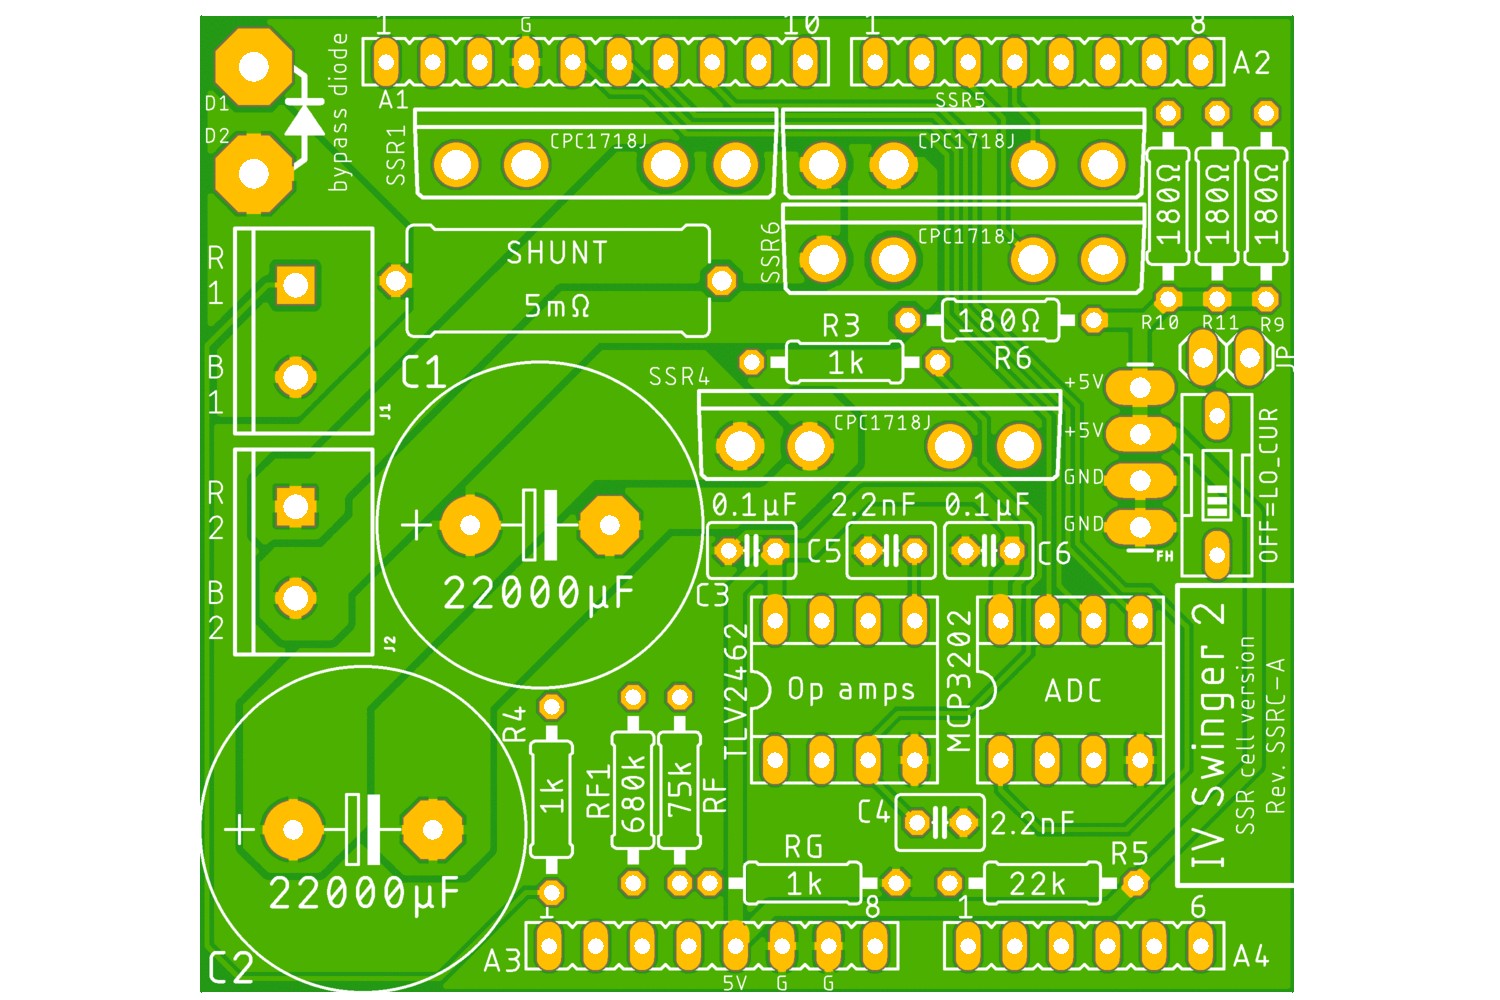 1
G
10
1
8
A1
A2
D1
D2
bypass diode
SSR1
CPC1718J
SSR5
CPC1718J
SSR6
CPC1718J
180Ω
180Ω
180Ω
R10
R11
R9
R
1
B
1
J1
SHUNT
5mΩ
R3
1k
180Ω
R6
JP
C1
+
22000µF
SSR4
CPC1718J
+5V
+5V
GND
GND
FH
OFF=LO_CUR
R
2
B
2
J2
0.1µF
C3
2.2nF
C5
0.1µF
C6
TLV2462
Op amps
MCP3202
ADC
IV Swinger 2
SSR cell version
Rev. SSRC-A
+
22000µF
C2
R4
1k
RF1
680k
75k
RF
C4
2.2nF
RG
1k
R5
22k
1
8
A3
5V
G
G
1
6
A4